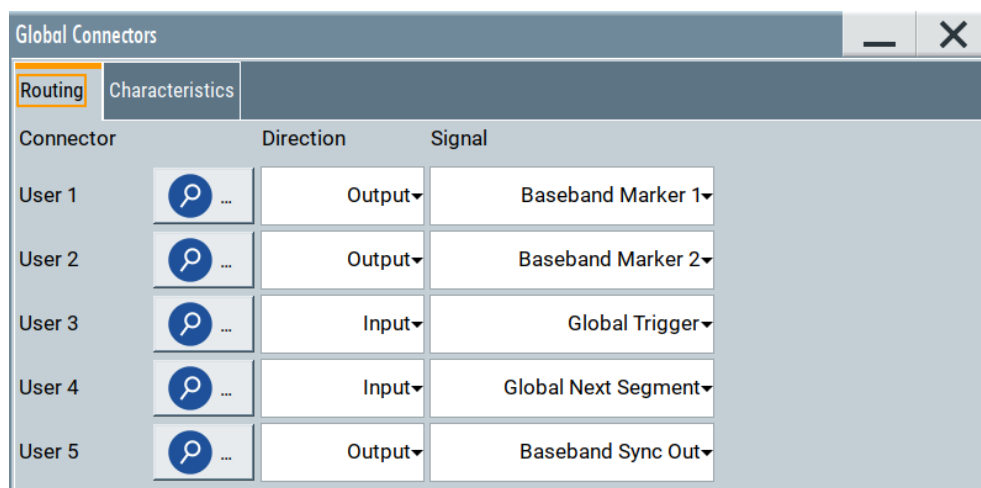 Global Connectors
Routing Characteristics
Connector Direction Signal
User 1 ... Output Baseband Marker 1
User 2 ... Output Baseband Marker 2
User 3 ... Input Global Trigger
User 4 ... Input Global Next Segment
User 5 ... Output Baseband Sync Out